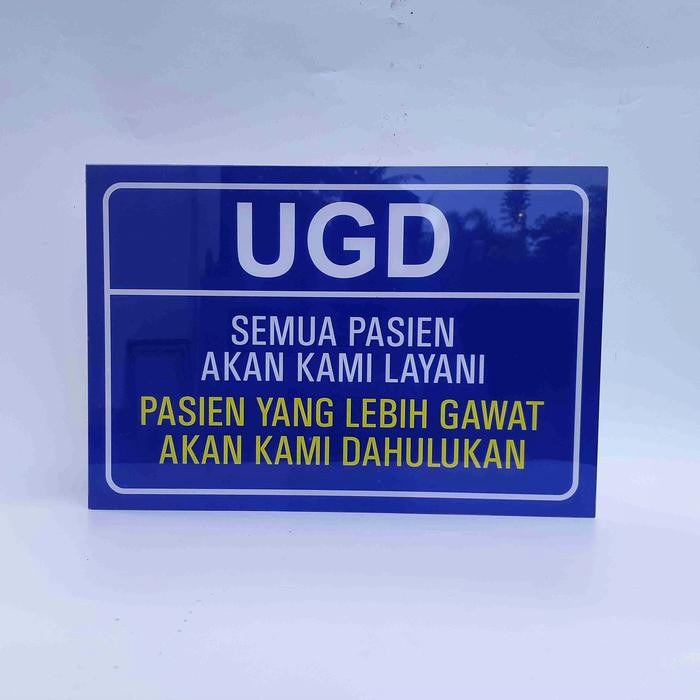 UGD
SEMUA PASIEN
AKAN KAMI LAYANI
PASIEN YANG LEBIH GAWAT
AKAN KAMI DAHULUKAN